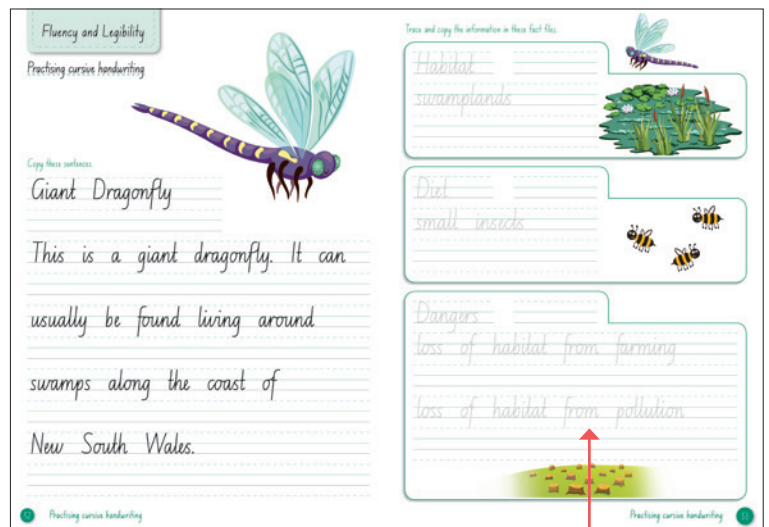 Fluency and Legibility
Practising cursive handwriting
Copy these sentences.
Giant Dragonfly
This is a giant dragonfly. It can
usually be found living around
swamps along the coast of
New South Wales.
Practising cursive handwriting
Trace and copy the information in these fact files.
Habitat
swamplands
Diet
small insects
Dangers
loss of habitat from farming
loss of habitat from pollution
Practising cursive handwriting